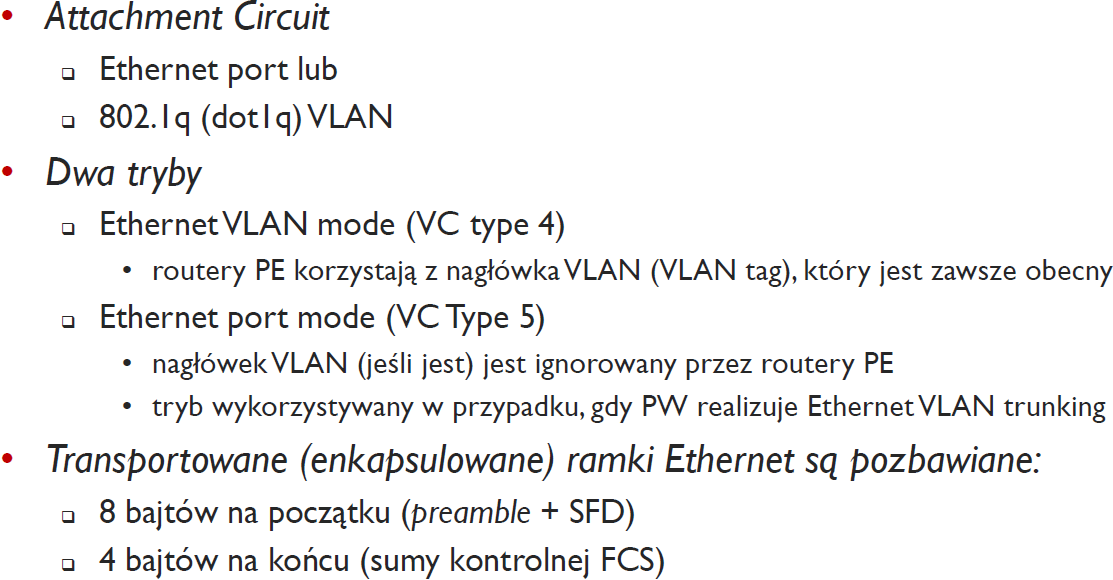 • Attachment Circuit
❑ Ethernet port lub
❑ 802.1q (dot1q) VLAN
• Dwa tryby
❑ Ethernet VLAN mode (VC type 4)
• routery PE korzystają z nagłówka VLAN (VLAN tag), który jest zawsze obecny
❑ Ethernet port mode (VC Type 5)
• nagłówek VLAN (jeśli jest) jest ignorowany przez routery PE
• tryb wykorzystywany w przypadku, gdy PW realizuje Ethernet VLAN trunking
• Transportowane (enkapsulowane) ramki Ethernet są pozbawiane:
❑ 8 bajtów na początku (preamble + SFD)
❑ 4 bajtów na końcu (sumy kontrolnej FCS)